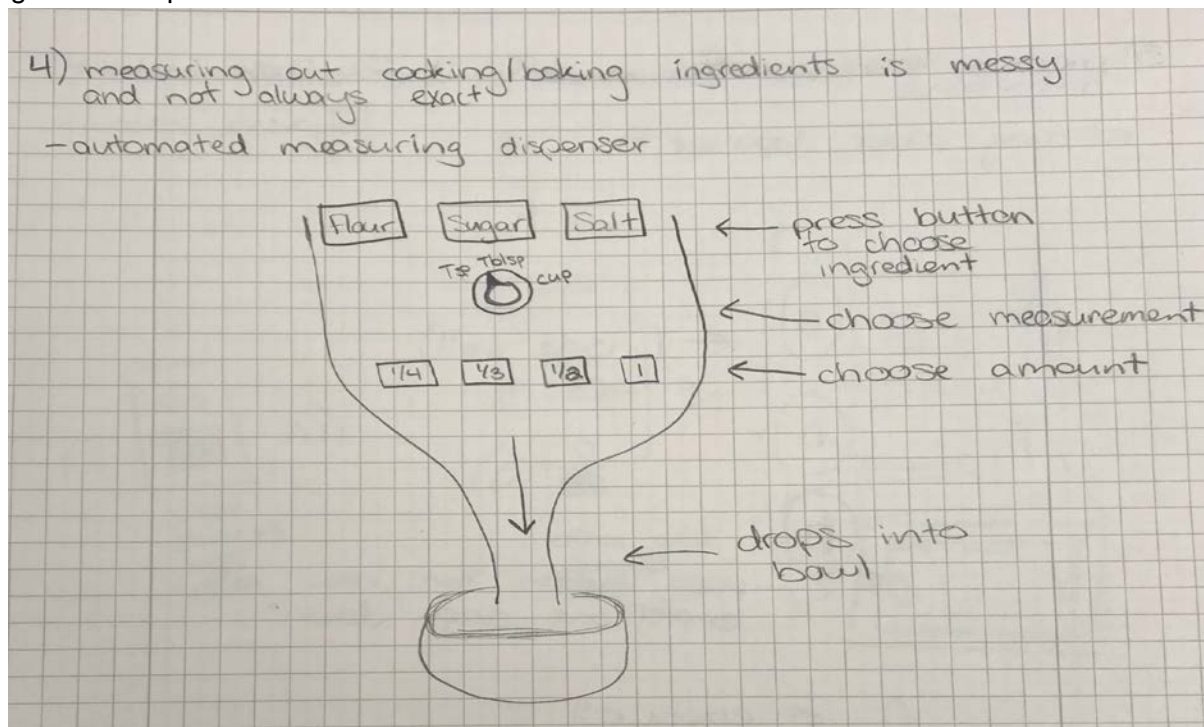 4) measuring out cooking/baking ingredients is messy
and not always exact
-automated measuring dispenser
Flour Sugar Salt ← press button
to choose
ingredient
Tblsp
cup
← choose measurement
1/4 1/3 1/2 1 ← choose amount
← drops into
bowl